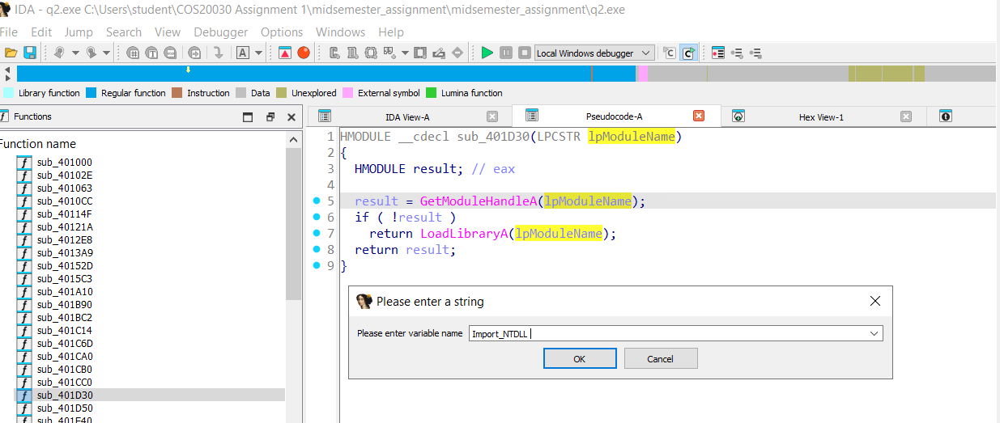 IDA - q2.exe C:\Users\student\COS20030 Assignment 1\midsemester_assignment\midsemester_assignment\q2.exe
File Edit Jump Search View Debugger Options Windows Help
Local Windows debugger
Library function Regular function Instruction Data Unexplored External symbol Lumina function
Functions
IDA View-A Pseudocode-A Hex View-1
Function name
sub_401000
sub_40102E
sub_401063
sub_4010CC
sub_40114F
sub_40121A
sub_4012E8
sub_4013A9
sub_40152D
sub_4015C3
sub_401A10
sub_401B90
sub_401BC2
sub_401C14
sub_401C6D
sub_401CA0
sub_401CB0
sub_401CC0
sub_401D30
sub_401D50
sub_401F40
1 HMODULE __cdecl sub_401D30(LPCSTR lpModuleName)
2 {
3 HMODULE result; // eax
4
5 result = GetModuleHandleA(lpModuleName);
6 if ( !result )
7 return LoadLibraryA(lpModuleName);
8 return result;
9 }
Please enter a string
Please enter variable name Import_NTDLL
OK Cancel